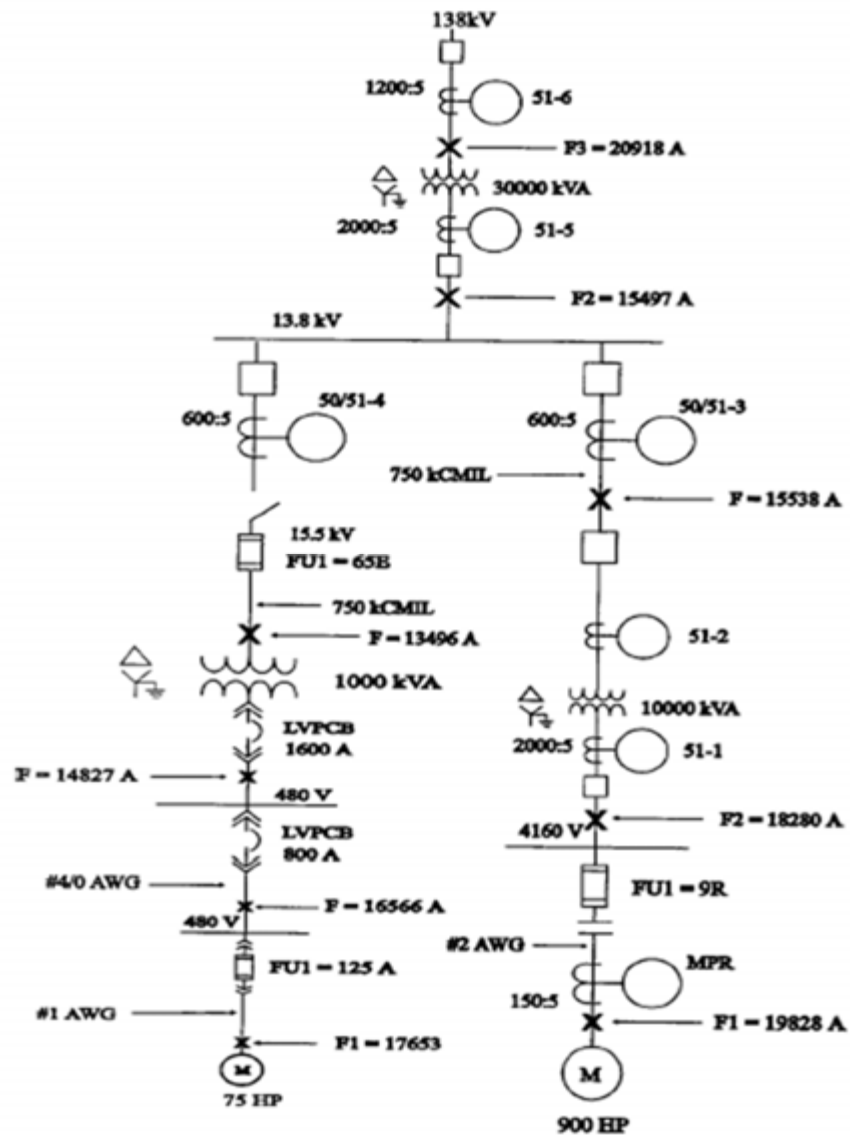 138kV
1200:5
51-6
F3 = 20918 A
30000 kVA
2000:5
51-5
F2 = 15497 A
13.8 kV
600:5
50/51-4
600:5
50/51-3
750 kCMIL
F = 15538 A
15.5 kV
FU1 = 65E
750 kCMIL
F = 13496 A
51-2
1000 kVA
10000 kVA
LVPCB
1600 A
2000:5
51-1
F = 14827 A
480 V
F2 = 18280 A
4160 V
LVPCB
800 A
#4/0 AWG
FU1 = 9R
F = 16566 A
480 V
#2 AWG
FU1 = 125 A
MPR
150:5
#1 AWG
F1 = 19828 A
F1 = 17653
M
M
75 HP
900 HP